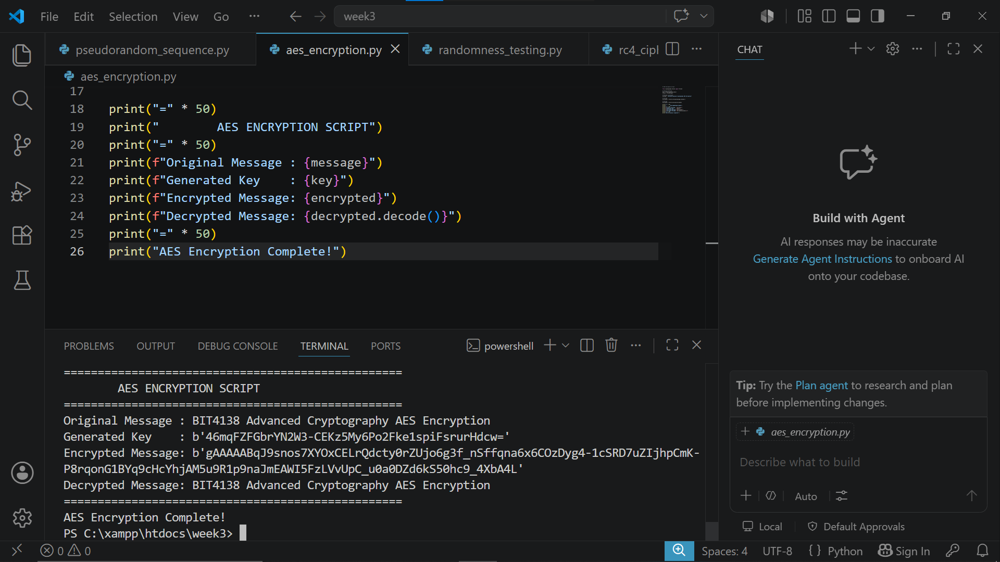 File Edit Selection View Go ··· week3
pseudorandom_sequence.py aes_encryption.py randomness_testing.py rc4_ciph
aes_encryption.py
17
18 print("=" * 50)
19 print("        AES ENCRYPTION SCRIPT")
20 print("=" * 50)
21 print(f"Original Message : {message}")
22 print(f"Generated Key    : {key}")
23 print(f"Encrypted Message: {encrypted}")
24 print(f"Decrypted Message: {decrypted.decode()}")
25 print("=" * 50)
26 print("AES Encryption Complete!")
PROBLEMS OUTPUT DEBUG CONSOLE TERMINAL PORTS powershell
==================================================
        AES ENCRYPTION SCRIPT
==================================================
Original Message : BIT4138 Advanced Cryptography AES Encryption
Generated Key    : b'46mqFZFGbrYN2W3-CEKz5My6Po2Fke1spiFsrurHdcw='
Encrypted Message: b'gAAAAABqJ9snos7XYOxCELrQdcty0rZUjo6g3f_nSffqna6x6COzDyg4-1cSRD7uZIjhpCmK-
P8rqonG1BYq9cHcYhjAM5u9R1p9naJmEAWI5FzLVvUpC_u0a0DZd6kS50hc9_4XbA4L'
Decrypted Message: BIT4138 Advanced Cryptography AES Encryption
==================================================
AES Encryption Complete!
PS C:\xampp\htdocs\week3>
CHAT
Build with Agent
AI responses may be inaccurate
Generate Agent Instructions to onboard AI
onto your codebase.
Tip: Try the Plan agent to research and plan
before implementing changes.
aes_encryption.py
Describe what to build
Auto
Local Default Approvals
0 0 Spaces: 4 UTF-8 {} Python Sign In